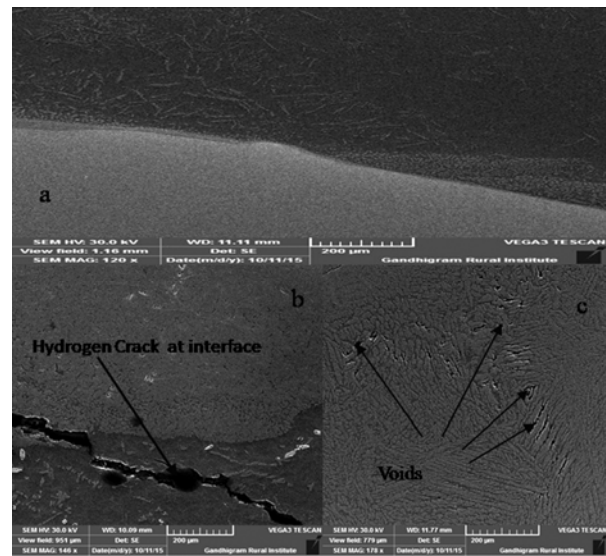 a
SEM HV: 30.0 kV WD: 11.11 mm VEGA3 TESCAN
View field: 1.16 mm Det: SE 200 µm
SEM MAG: 120 x Date(m/d/y): 10/11/15 Gandhigram Rural Institute
b
Hydrogen Crack at interface
SEM HV: 30.0 kV WD: 10.09 mm VEGA3 TESCAN
View field: 951 µm Det: SE 200 µm
SEM MAG: 146 x Date(m/d/y): 10/11/15 Gandhigram Rural Institute
c
Voids
SEM HV: 30.0 kV WD: 11.77 mm VEGA3 TESCAN
View field: 779 µm Det: SE 200 µm
SEM MAG: 178 x Date(m/d/y): 10/11/15 Gandhigram Rural Institute